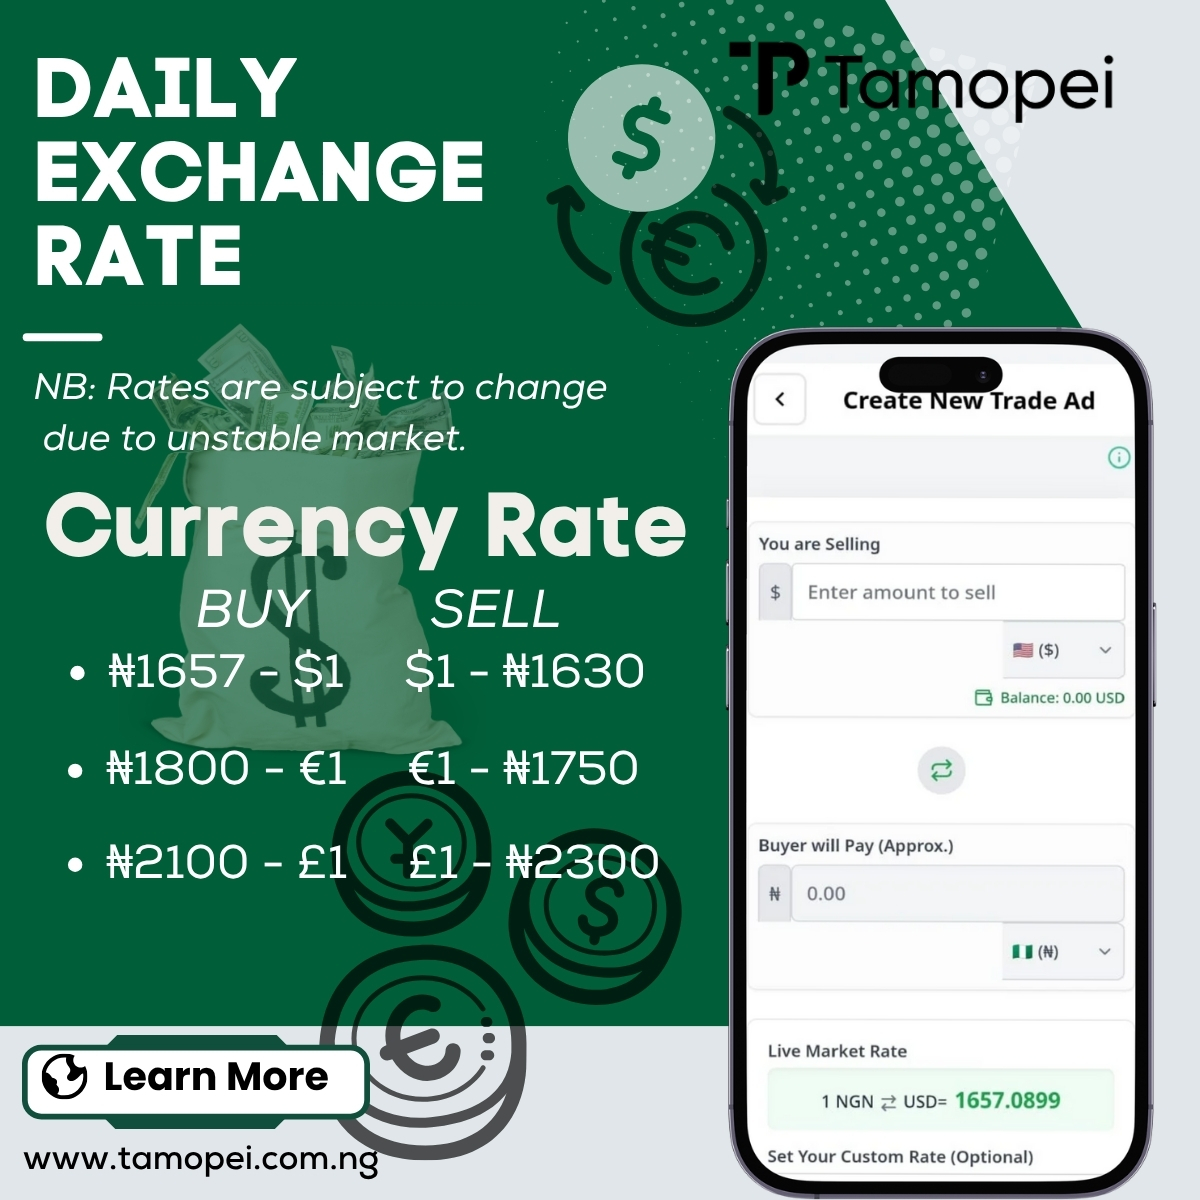 DAILY
EXCHANGE
RATE
Tamopei
$
€
NB: Rates are subject to change
due to unstable market.
Currency Rate
BUY SELL
• ₦1657 - $1 $1 - ₦1630
• ₦1800 - €1 €1 - ₦1750
• ₦2100 - £1 £1 - ₦2300
$
¥
$
€
Learn More
www.tamopei.com.ng
Create New Trade Ad
You are Selling
$ Enter amount to sell
($)
Balance: 0.00 USD
Buyer will Pay (Approx.)
₦ 0.00
(₦)
Live Market Rate
1 NGN ⇄ USD= 1657.0899
Set Your Custom Rate (Optional)